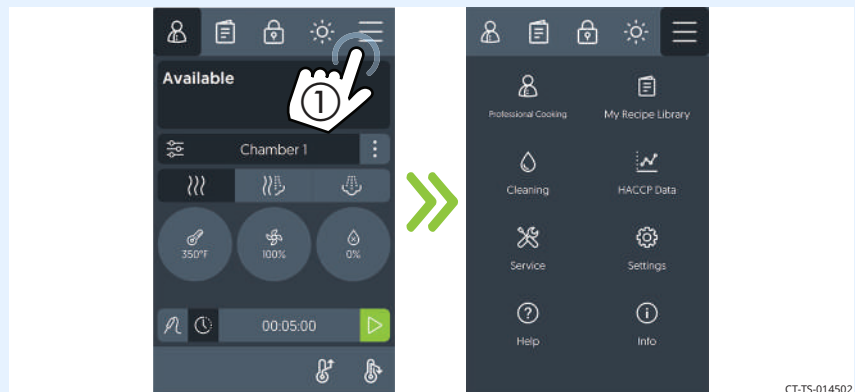 Available
①
Chamber 1
350°F
100%
0%
00:05:00
Professional Cooking
My Recipe Library
Cleaning
HACCP Data
Service
Settings
Help
Info
CT-TS-014502